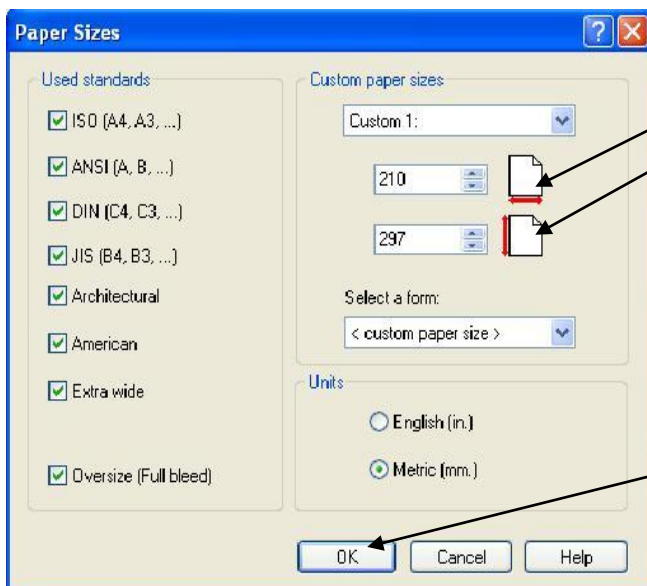 Paper Sizes
Used standards
ISO (A4, A3, ...)
ANSI (A, B, ...)
DIN (C4, C3, ...)
JIS (B4, B3, ...)
Architectural
American
Extra wide
Oversize (Full bleed)
Custom paper sizes
Custom 1:
210
297
Select a form:
< custom paper size >
Units
English (in.)
Metric (mm.)
OK
Cancel
Help